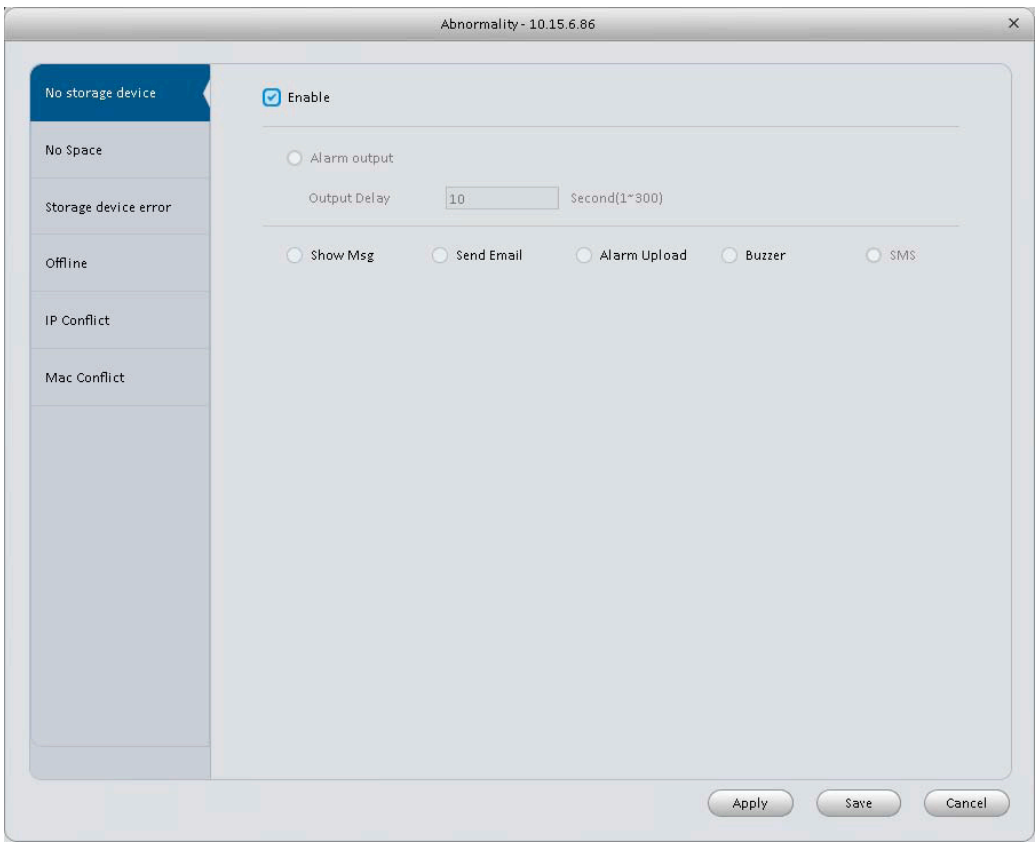 Abnormality - 10.15.6.86
No storage device
No Space
Storage device error
Offline
IP Conflict
Mac Conflict
Enable
Alarm output
Output Delay 10 Second(1~300)
Show Msg Send Email Alarm Upload Buzzer SMS
Apply Save Cancel